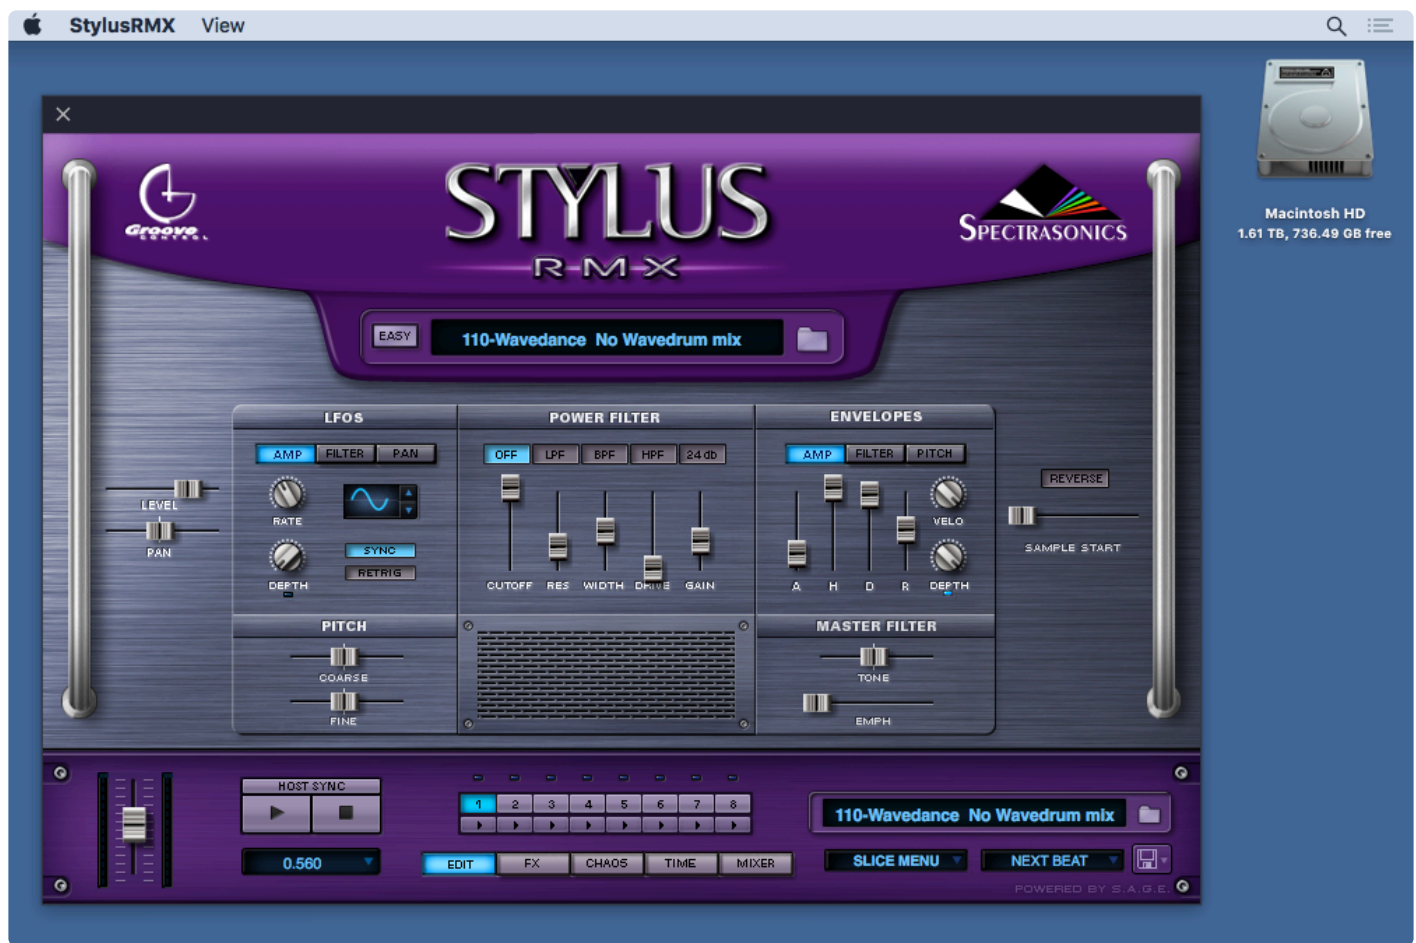 StylusRMX View
Macintosh HD
1.61 TB, 736.49 GB free
Groove
CONTROL
STYLUS
RMX
SPECTRASONICS
EASY
110-Wavedance No Wavedrum mix
LFOS
POWER FILTER
ENVELOPES
AMP FILTER PAN
OFF LPF BPF HPF 24db
AMP FILTER PITCH
LEVEL
PAN
RATE
SYNC
RETRIG
DEPTH
CUTOFF RES WIDTH DRIVE GAIN
VELO
A H D R DEPTH
REVERSE
SAMPLE START
PITCH
COARSE
FINE
MASTER FILTER
TONE
EMPH
HOST SYNC
0.560
1 2 3 4 5 6 7 8
EDIT FX CHAOS TIME MIXER
110-Wavedance No Wavedrum mix
SLICE MENU NEXT BEAT
POWERED BY S.A.G.E.